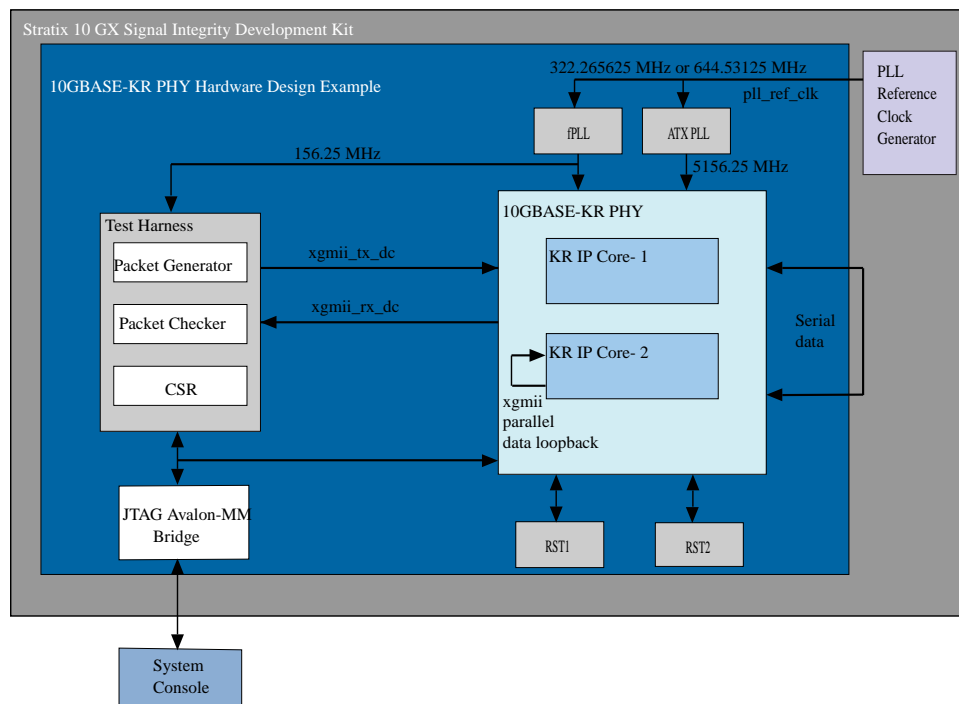 Stratix 10 GX Signal Integrity Development Kit
10GBASE-KR PHY Hardware Design Example
322.265625 MHz or 644.53125 MHz
pll_ref_clk
PLL
Reference
Clock
Generator
fPLL
ATX PLL
156.25 MHz
5156.25 MHz
Test Harness
Packet Generator
Packet Checker
CSR
xgmii_tx_dc
xgmii_rx_dc
10GBASE-KR PHY
KR IP Core- 1
KR IP Core- 2
xgmii
parallel
data loopback
Serial
data
JTAG Avalon-MM
Bridge
RST1
RST2
System
Console